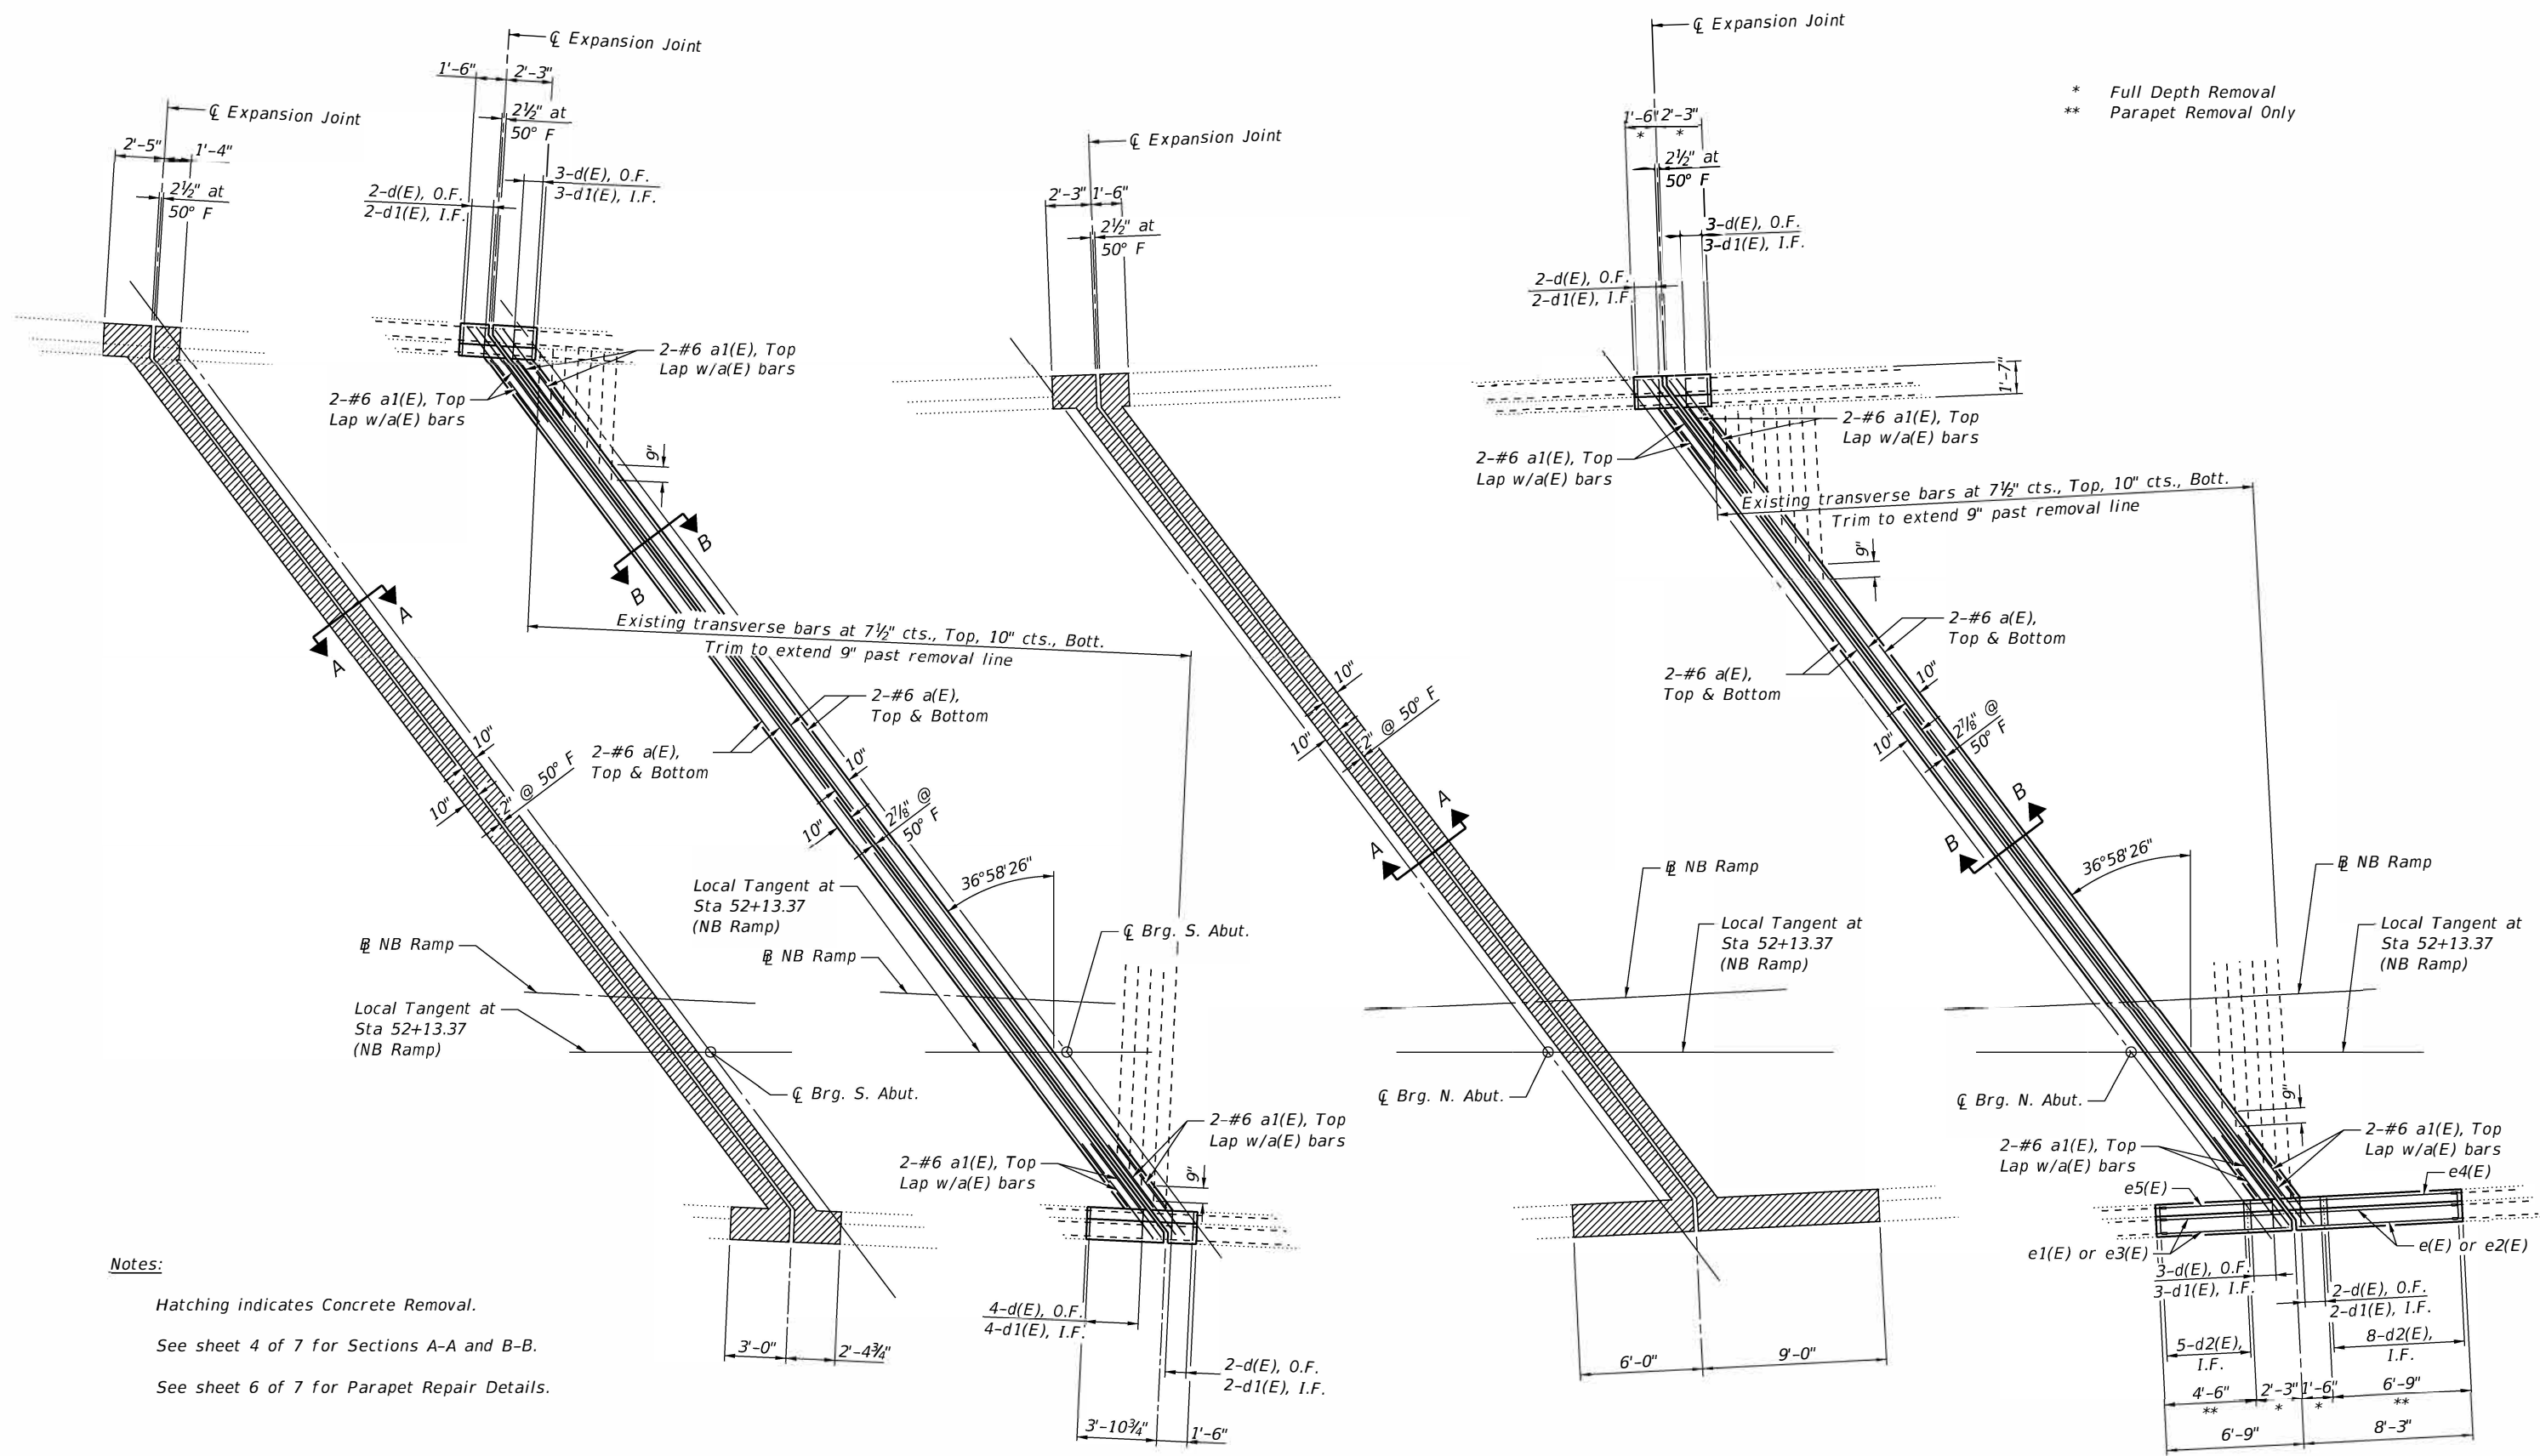 ℄ Expansion Joint
2'-5"
1'-4"
2½" at
50° F
A
A
10"
10"
2" @ 50° F
℔ NB Ramp
Local Tangent at
Sta 52+13.37
(NB Ramp)
℄ Brg. S. Abut.
3'-0"
2'-4¾"
Notes:
Hatching indicates Concrete Removal.
See sheet 4 of 7 for Sections A-A and B-B.
See sheet 6 of 7 for Parapet Repair Details.
℄ Expansion Joint
1'-6"
2'-3"
2½" at
50° F
3-d(E), O.F.
3-d1(E), I.F.
2-d(E), O.F.
2-d1(E), I.F.
2-#6 a1(E), Top
Lap w/a(E) bars
2-#6 a1(E), Top
Lap w/a(E) bars
9"
B
B
Existing transverse bars at 7½" cts., Top, 10" cts., Bott.
Trim to extend 9" past removal line
2-#6 a(E),
Top & Bottom
2-#6 a(E),
Top & Bottom
10"
10"
2⅞" @
50° F
36°58'26"
Local Tangent at
Sta 52+13.37
(NB Ramp)
℔ NB Ramp
℄ Brg. S. Abut.
2-#6 a1(E), Top
Lap w/a(E) bars
2-#6 a1(E), Top
Lap w/a(E) bars
9"
4-d(E), O.F.
4-d1(E), I.F.
2-d(E), O.F.
2-d1(E), I.F.
3'-10¾"
1'-6"
℄ Expansion Joint
2'-3"
1'-6"
2½" at
50° F
10"
10"
2" @ 50° F
A
A
℔ NB Ramp
Local Tangent at
Sta 52+13.37
(NB Ramp)
℄ Brg. N. Abut.
6'-0"
9'-0"
℄ Expansion Joint
* Full Depth Removal
** Parapet Removal Only
1'-6"
2'-3"
*
*
2½" at
50° F
3-d(E), O.F.
3-d1(E), I.F.
2-d(E), O.F.
2-d1(E), I.F.
1'-7"
2-#6 a1(E), Top
Lap w/a(E) bars
2-#6 a1(E), Top
Lap w/a(E) bars
Existing transverse bars at 7½" cts., Top, 10" cts., Bott.
Trim to extend 9" past removal line
9"
2-#6 a(E),
Top & Bottom
2-#6 a(E),
Top & Bottom
10"
10"
2⅞" @
50° F
B
B
36°58'26"
℔ NB Ramp
Local Tangent at
Sta 52+13.37
(NB Ramp)
℄ Brg. N. Abut.
9"
2-#6 a1(E), Top
Lap w/a(E) bars
2-#6 a1(E), Top
Lap w/a(E) bars
e4(E)
e5(E)
e1(E) or e3(E)
e(E) or e2(E)
3-d(E), O.F.
3-d1(E), I.F.
2-d(E), O.F.
2-d1(E), I.F.
5-d2(E),
I.F.
8-d2(E),
I.F.
4'-6"
2'-3"
1'-6"
6'-9"
**
*
*
**
6'-9"
8'-3"